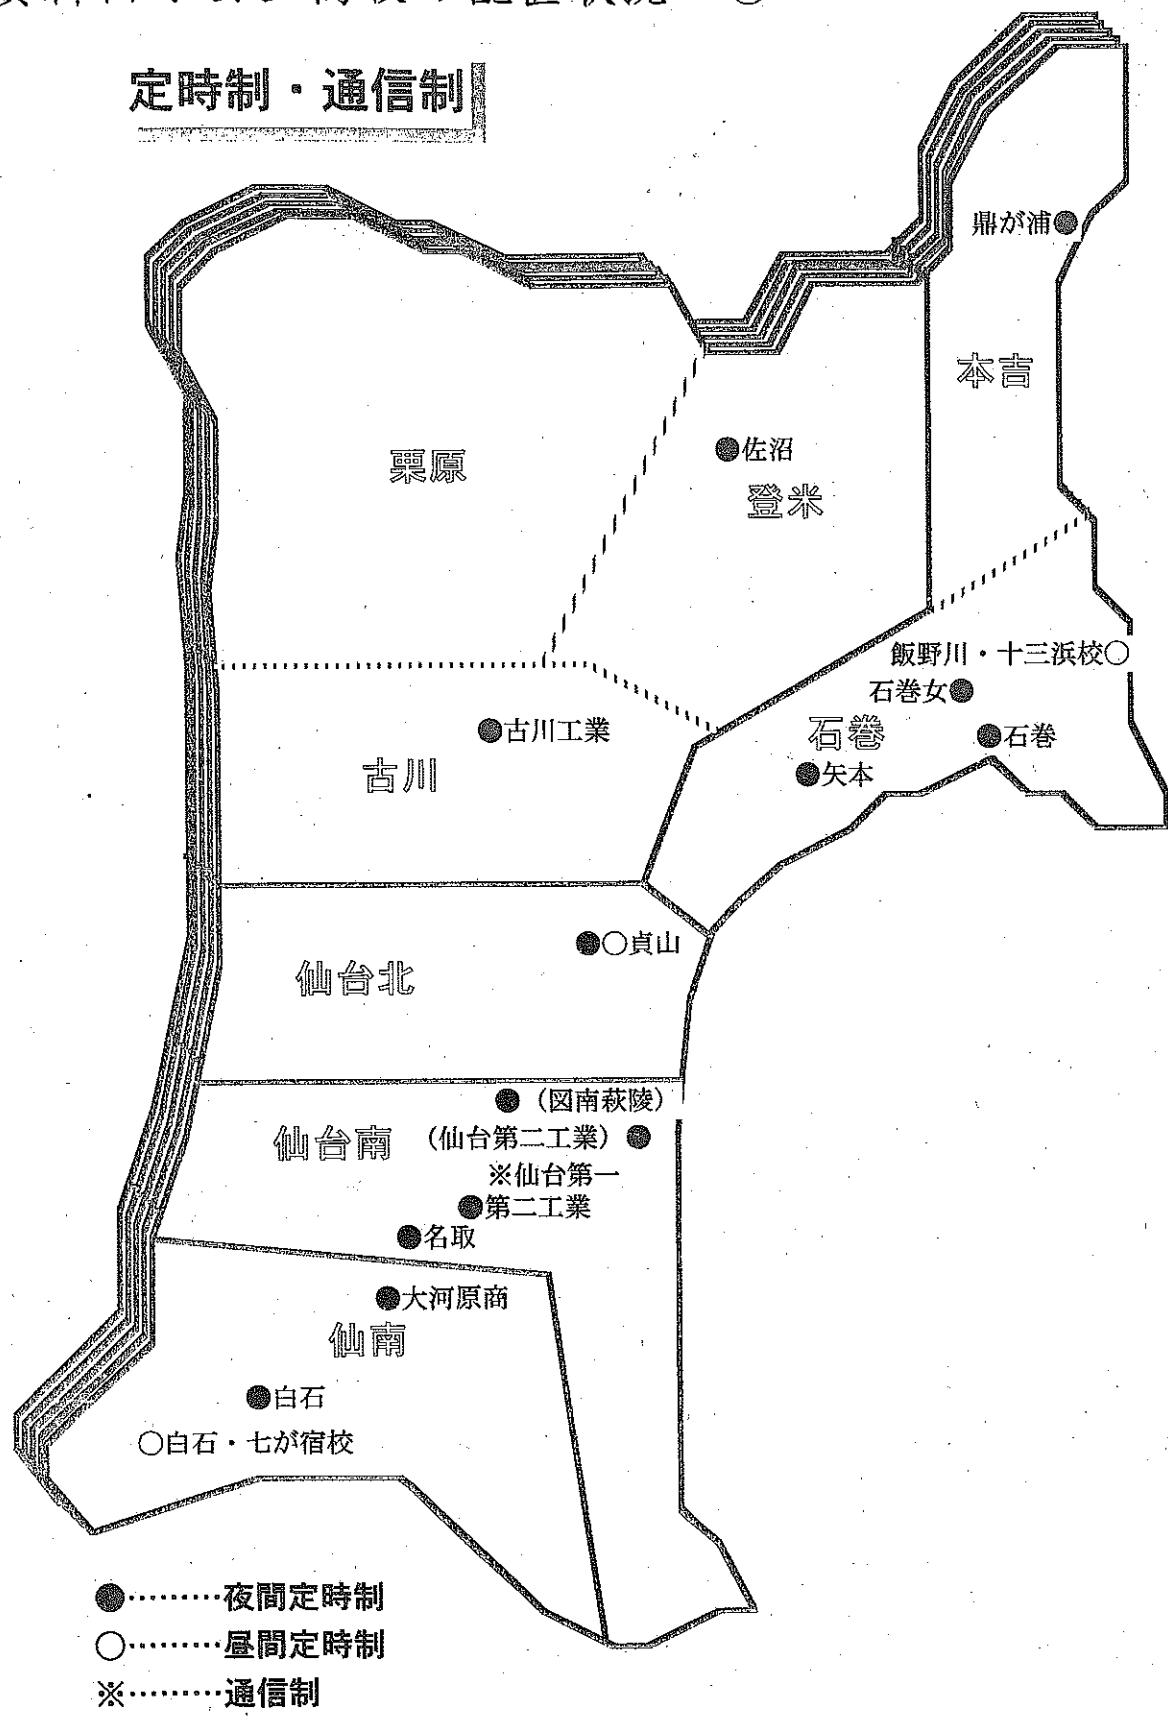 定時制・通信制
鼎が浦●
本吉
●佐沼
栗原
登米
飯野川・十三浜校○
石巻女●
●古川工業
石巻
●石巻
古川
●矢本
●○貞山
仙台北
●（図南萩陵）
仙台南
（仙台第二工業）●
※仙台第一
●第二工業
●名取
●大河原商
仙南
●白石
○白石・七が宿校
●………夜間定時制
○………昼間定時制
※………通信制